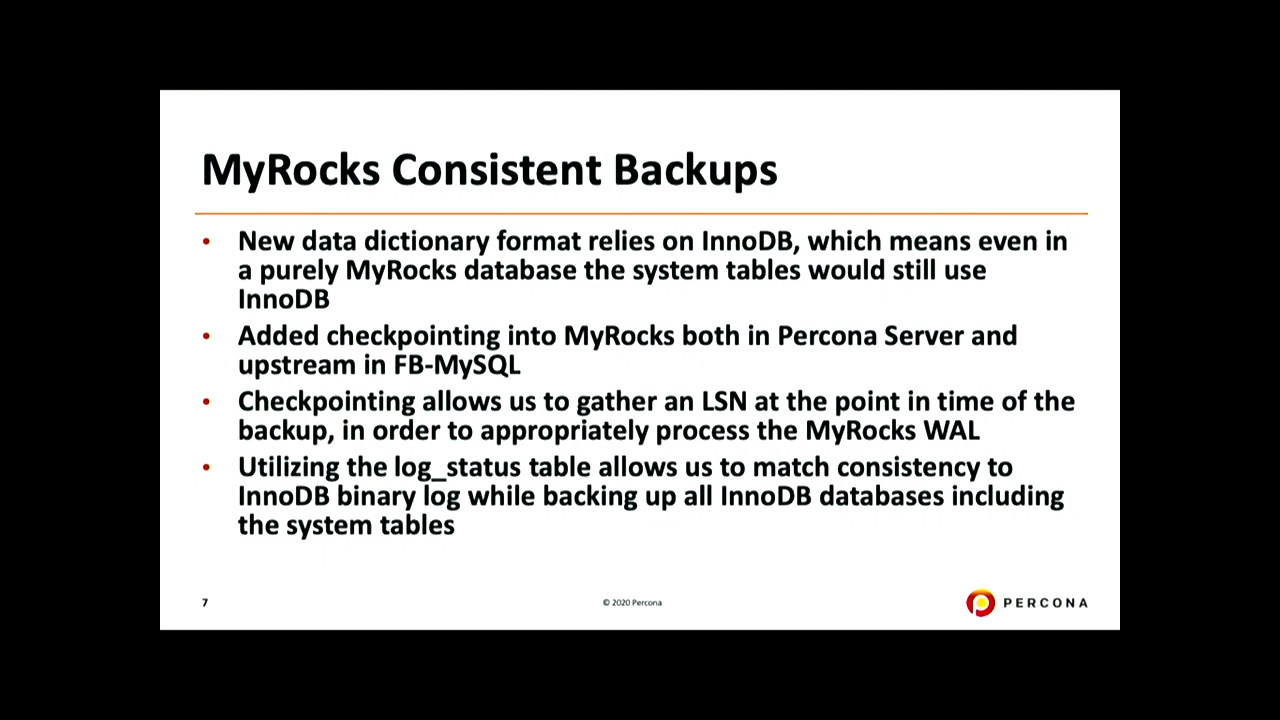 MyRocks Consistent Backups
• New data dictionary format relies on InnoDB, which means even in
a purely MyRocks database the system tables would still use
InnoDB
• Added checkpointing into MyRocks both in Percona Server and
upstream in FB-MySQL
• Checkpointing allows us to gather an LSN at the point in time of the
backup, in order to appropriately process the MyRocks WAL
• Utilizing the log_status table allows us to match consistency to
InnoDB binary log while backing up all InnoDB databases including
the system tables
7
© 2020 Percona
PERCONA